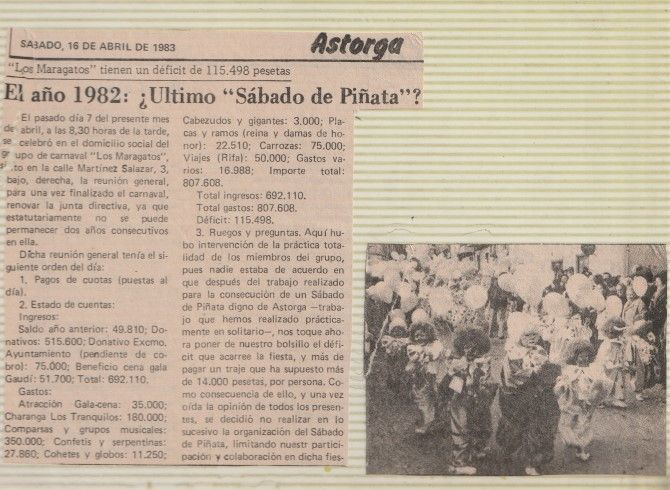 SABADO, 16 DE ABRIL DE 1983
Astorga
"Los Maragatos" tienen un déficit de 115.498 pesetas
El año 1982: ¿Ultimo "Sábado de Piñata"?
El pasado día 7 del presente mes
de abril, a las 8,30 horas de la tarde,
se celebró en el domicilio social del
grupo de carnaval "Los Maragatos",
sito en la calle Martínez Salazar, 3,
bajo, derecha, la reunión general,
para una vez finalizado el carnaval,
renovar la junta directiva, ya que
estatutariamente no se puede
permanecer dos años consecutivos
en ella.
Dicha reunión general tenía el si-
guiente orden del día:
1. Pagos de cuotas (puestas al
día).
2. Estado de cuentas:
Ingresos:
Saldo año anterior: 49.810; Do-
nativos: 515.600; Donativo Excmo.
Ayuntamiento (pendiente de co-
bro): 75.000; Beneficio cena gala
Gaudí: 51.700; Total: 692.110.
Gastos:
Atracción Gala-cena: 35.000;
Charanga Los Tranquilos: 180.000;
Comparsas y grupos musicales:
350.000; Confetis y serpentinas:
27.860; Cohetes y globos: 11.250;
Cabezudos y gigantes: 3.000; Pla-
cas y ramos (reina y damas de ho-
nor): 22.510; Carrozas: 75.000;
Viajes (Rifa): 50.000; Gastos va-
rios: 16.988; Importe total:
807.608.
Total ingresos: 692.110.
Total gastos: 807.608.
Déficit: 115.498.
3. Ruegos y preguntas. Aquí hu-
bo intervención de la práctica tota-
lidad de los miembros del grupo,
pues nadie estaba de acuerdo en
que después del trabajo realizado
para la consecución de un Sábado
de Piñata digno de Astorga —traba-
jo que hemos realizado práctica-
mente en solitario—, nos toque aho-
ra poner de nuestro bolsillo el défi-
cit que acarree la fiesta, y más de
pagar un traje que ha supuesto más
de 14.000 pesetas, por persona. Co-
mo consecuencia de ello, y una vez
oída la opinión de todos los presen-
tes, se decidió no realizar en lo
sucesivo la organización del Sábado
de Piñata, limitando nuestr partici-
pación y colaboración en dicha fies-